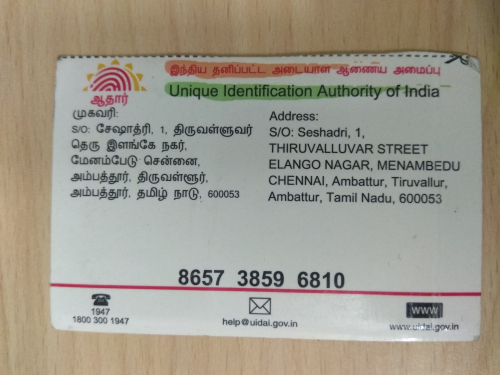 இந்திய தனிப்பட்ட அடையாள ஆணைய அமைப்பு
Unique Identification Authority of India
ஆதார்
முகவரி:
S/O: சேஷாத்ரி, 1, திருவள்ளுவர்
தெரு இளங்கே நகர்,
மேனம்பேடு சென்னை,
அம்பத்தூர், திருவள்ளூர்,
அம்பத்தூர், தமிழ் நாடு, 600053
Address:
S/O: Seshadri, 1,
THIRUVALLUVAR STREET
ELANGO NAGAR, MENAMBEDU
CHENNAI, Ambattur, Tiruvallur,
Ambattur, Tamil Nadu, 600053
8657 3859 6810
1947
1800 300 1947
help@uidai.gov.in
www
www.uidai.gov.in